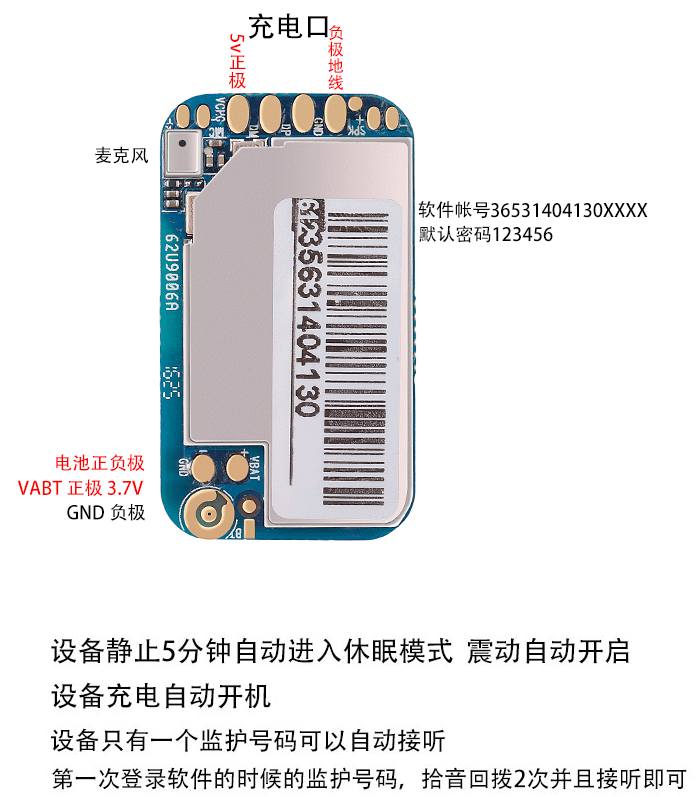 充电口
5v正极
负极地线
VCHG
DM
DP
GND
SPK
+
麦克风
软件帐号36531404130XXXX
默认密码123456
62U9006A
35631404130
电池正负极
VABT 正极 3.7V
GND 负极
GND
-
+
VBAT
设备静止5分钟自动进入休眠模式 震动自动开启
设备充电自动开机
设备只有一个监护号码可以自动接听
第一次登录软件的时候的监护号码，拾音回拨2次并且接听即可